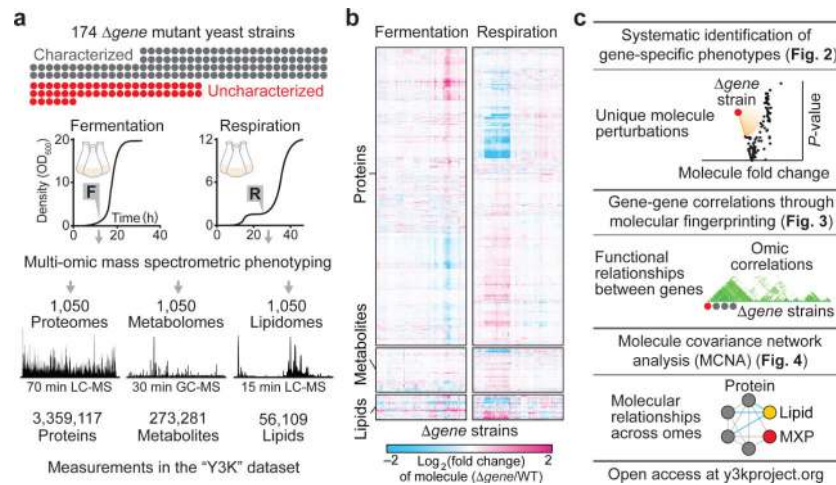 a
174 Δgene mutant yeast strains
Characterized
Uncharacterized
Fermentation
Respiration
Density (OD600)
20
10
0
F
Time (h)
0 20 40
12
6
0
R
0 20 40
Multi-omic mass spectrometric phenotyping
1,050 1,050 1,050
Proteomes Metabolomes Lipidomes
70 min LC-MS 30 min GC-MS 15 min LC-MS
3,359,117 273,281 56,109
Proteins Metabolites Lipids
Measurements in the "Y3K" dataset
b
Fermentation Respiration
Proteins
Metabolites
Lipids
Δgene strains
−2 2
Log2(fold change)
of molecule (Δgene/WT)
c
Systematic identification of
gene-specific phenotypes (Fig. 2)
Δgene
strain
Unique molecule
perturbations
P-value
Molecule fold change
Gene-gene correlations through
molecular fingerprinting (Fig. 3)
Functional
relationships
between genes
Omic
correlations
Δgene strains
Molecule covariance network
analysis (MCNA) (Fig. 4)
Molecular
relationships
across omes
Protein
Lipid
MXP
Open access at y3kproject.org